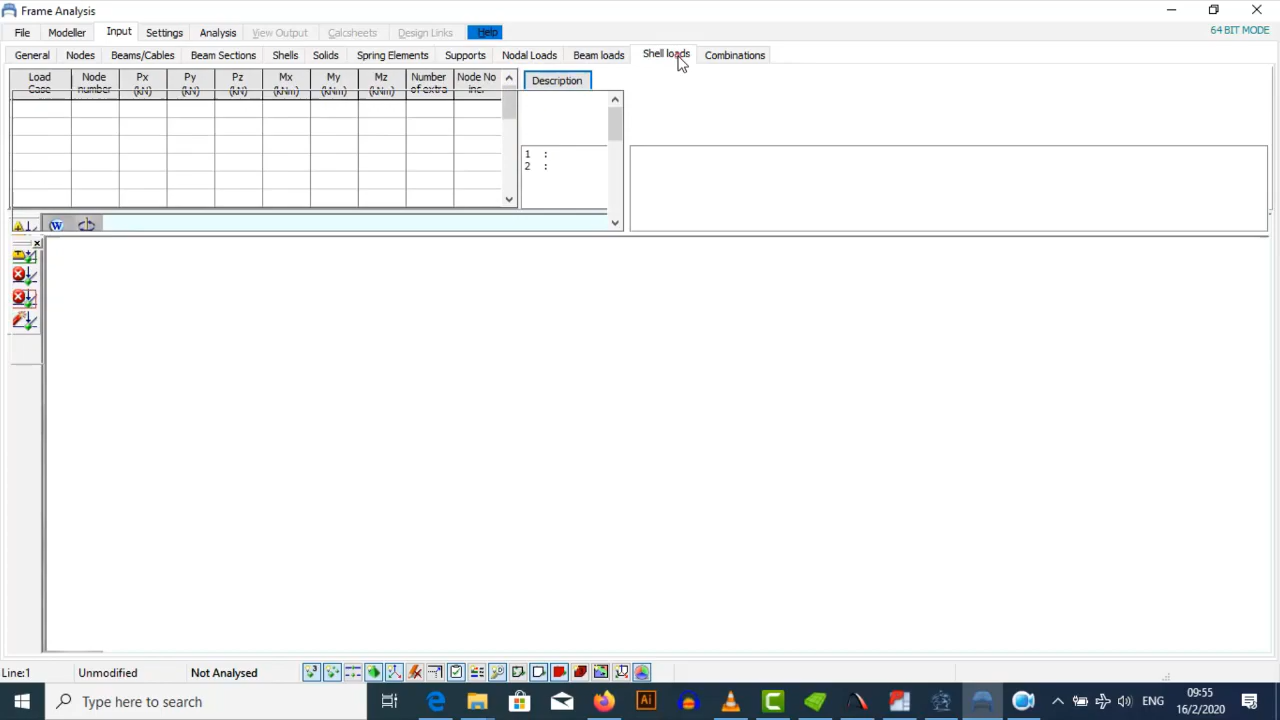 Frame Analysis
File Modeller Input Settings Analysis View Output Calcsheets Design Links Help
64 BIT MODE
General Nodes Beams/Cables Beam Sections Shells Solids Spring Elements Supports Nodal Loads Beam loads Shell loads Combinations
Load Node Px Py Pz Mx My Mz Number Node No
Case number (kN) (kN) (kN) (kNm) (kNm) (kNm) of extra inc.
Description
1 :
2 :
Line:1 Unmodified Not Analysed
Type here to search
ENG
09:55
16/2/2020